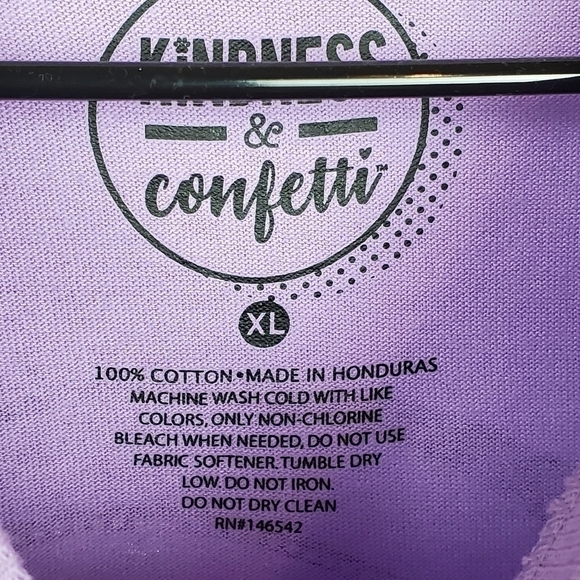 KINDNESS
&
confetti™
XL
100% COTTON • MADE IN HONDURAS
MACHINE WASH COLD WITH LIKE
COLORS, ONLY NON-CHLORINE
BLEACH WHEN NEEDED, DO NOT USE
FABRIC SOFTENER. TUMBLE DRY
LOW. DO NOT IRON.
DO NOT DRY CLEAN
RN#146542